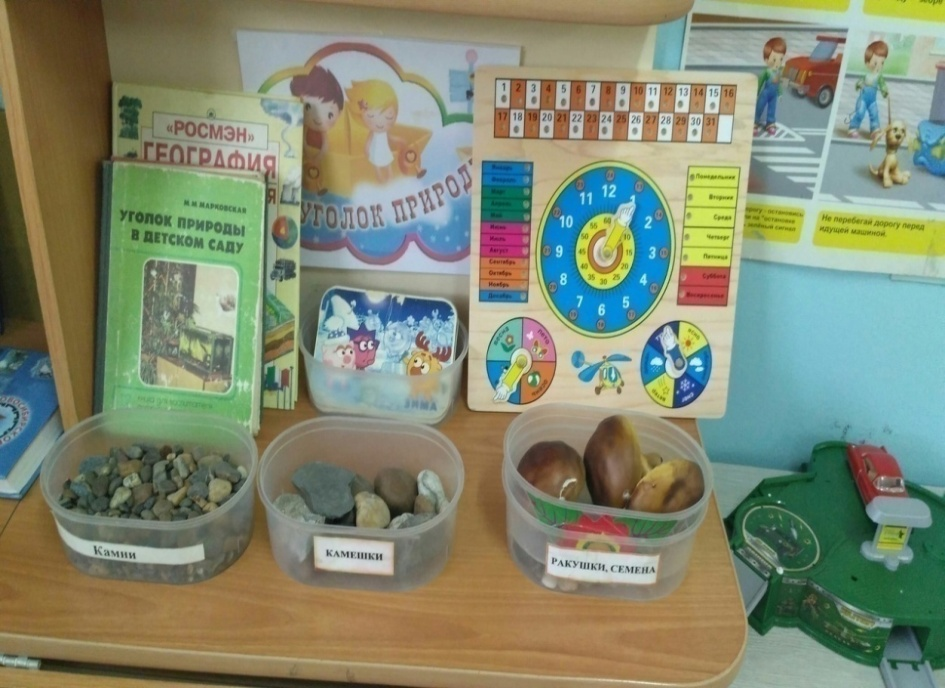 «РОСМЭН»
ГЕОГРАФИЯ
М.М.МАРКОВСКАЯ
УГОЛОК ПРИРОДЫ
В ДЕТСКОМ САДУ
УГОЛОК ПРИРОД
ЗИМА
1 2 3 4 5 6 7 8 9 10 11 12 13 14 15 16
17 18 19 20 21 22 23 24 25 26 27 28 29 30 31
Январь
Февраль
Март
Апрель
Май
Июнь
Июль
Август
Сентябрь
Октябрь
Ноябрь
Декабрь
12
11 1
10
9 3
8 4
7 5
6
Понедельник
Вторник
Среда
Четверг
Пятница
Суббота
Воскресенье
Не перебегай дорогу перед
идущей машиной.
Камни
КАМЕШКИ
РАКУШКИ, СЕМЕНА